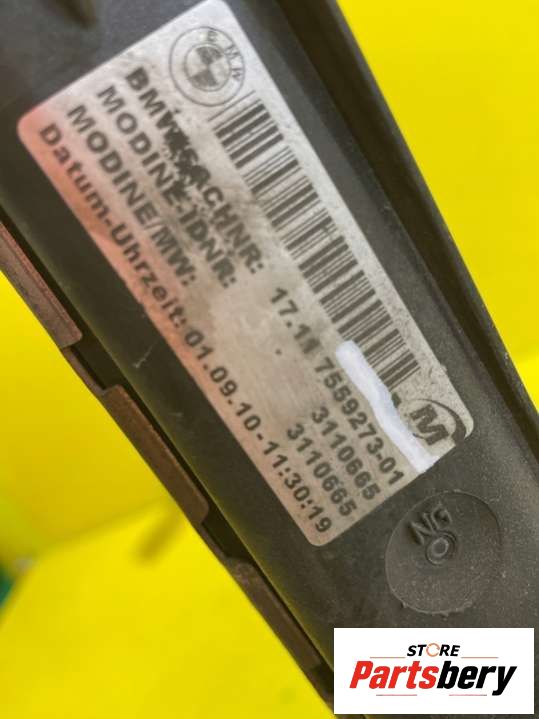 BMW
BMW SACHNR: 17.11 7559273-01
MODINE-IDNR: 3110665
MODINE/MW: 3110665
Datum-Uhrzeit: 01.09.10-11:30:19
NG
STORE
Partsbery